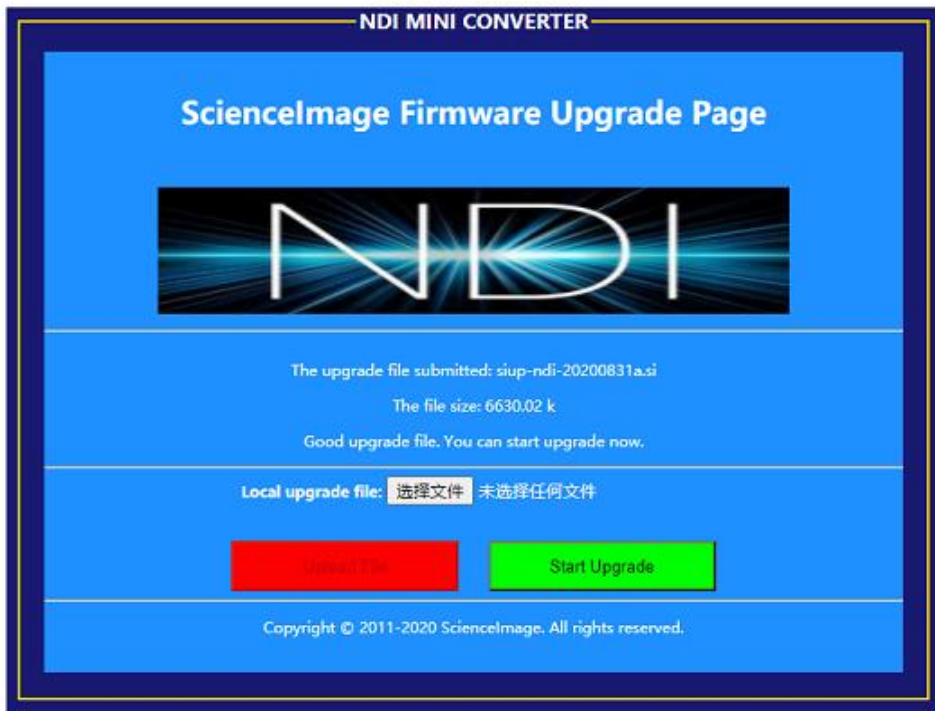 NDI MINI CONVERTER
ScienceImage Firmware Upgrade Page
NDI
The upgrade file submitted: siup-ndi-20200831a.si
The file size: 6630.02 k
Good upgrade file. You can start upgrade now.
Local upgrade file: 选择文件 未选择任何文件
Upload File Start Upgrade
Copyright © 2011-2020 ScienceImage. All rights reserved.